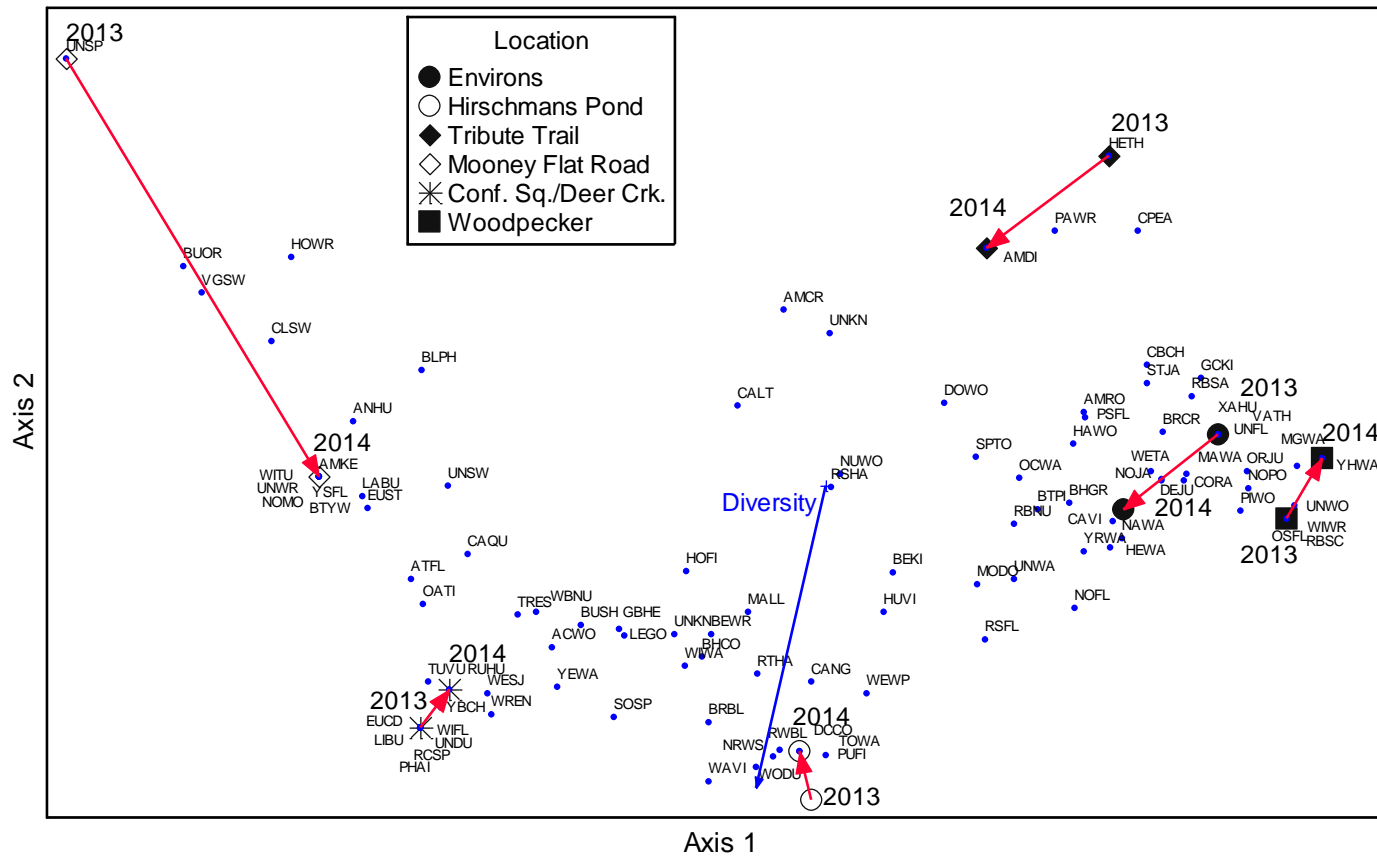 2013
UNSP
Location
Environs
Hirschmans Pond
Tribute Trail
Mooney Flat Road
Conf. Sq./Deer Crk.
Woodpecker
2013
HETH
2014
PAWR
CPEA
AMDI
HOWR
BUOR
VGSW
AMCR
UNKN
CLSW
BLPH
CBCH
STJA
GCKI
RBSA
2013
CALT
DOWO
AMRO
PSFL
XAHU
VATH
ANHU
BRCR
UNFL
HAWO
2014
2014
AMKE
SPTO
MGWA
YHWA
WITU
UNWR
NOMO
YSFL
BTYW
LABU
EUST
UNSW
NUWO
RSHA
OCWA
WETA
NOJA
MAWA
DEJU
CORA
ORJU
NOPO
PIWO
Diversity
BTPI
BHGR
RBNU
CAVI
NAWA
2014
UNWO
WIWR
OSFL
RBSC
2013
YRWA
HEWA
CAQU
ATFL
OATI
HOFI
BEKI
MODO
UNWA
NOFL
TRES
WBNU
BUSH
GBHE
LEGO
UNKN
BEWR
MALL
HUVI
ACWO
BHCO
WIWA
RSFL
2014
TUVU
RUHU
WESJ
YEWA
RTHA
CANG
WEWP
2013
YBCH
WREN
SOSP
BRBL
2014
EUCD
LIBU
WIFL
UNDU
RCSP
PHAI
NRWS
RWBL
DCCO
TOWA
PUFI
WAVI
WODU
2013
Axis 1
Axis 2